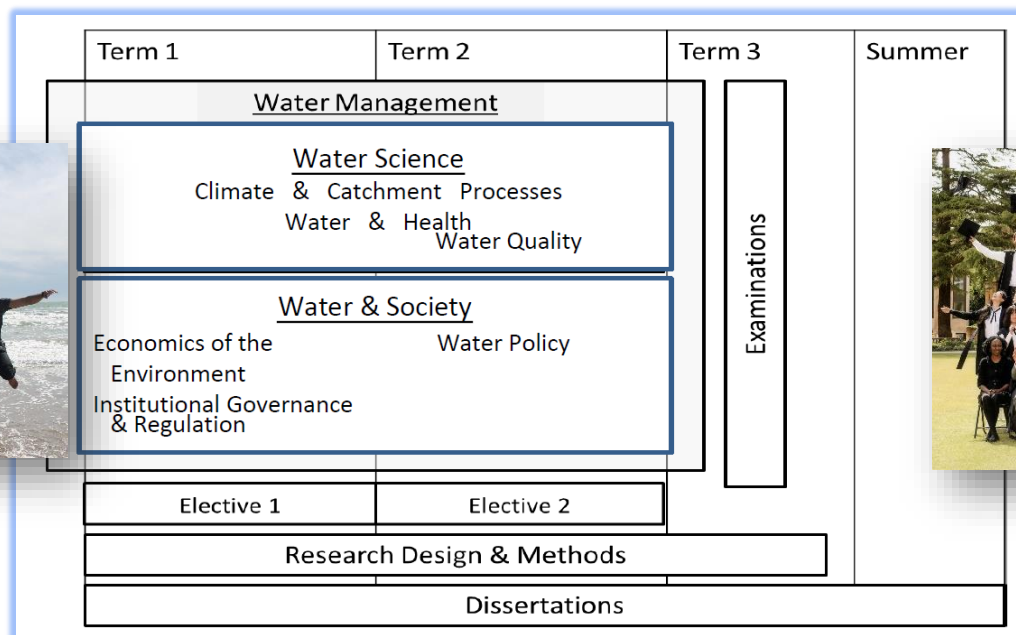 Term 1
Term 2
Term 3
Summer
Water Management
Water Science
Climate & Catchment Processes
Water & Health
Water Quality
Water & Society
Economics of the
Environment
Institutional Governance
& Regulation
Water Policy
Examinations
Elective 1
Elective 2
Research Design & Methods
Dissertations